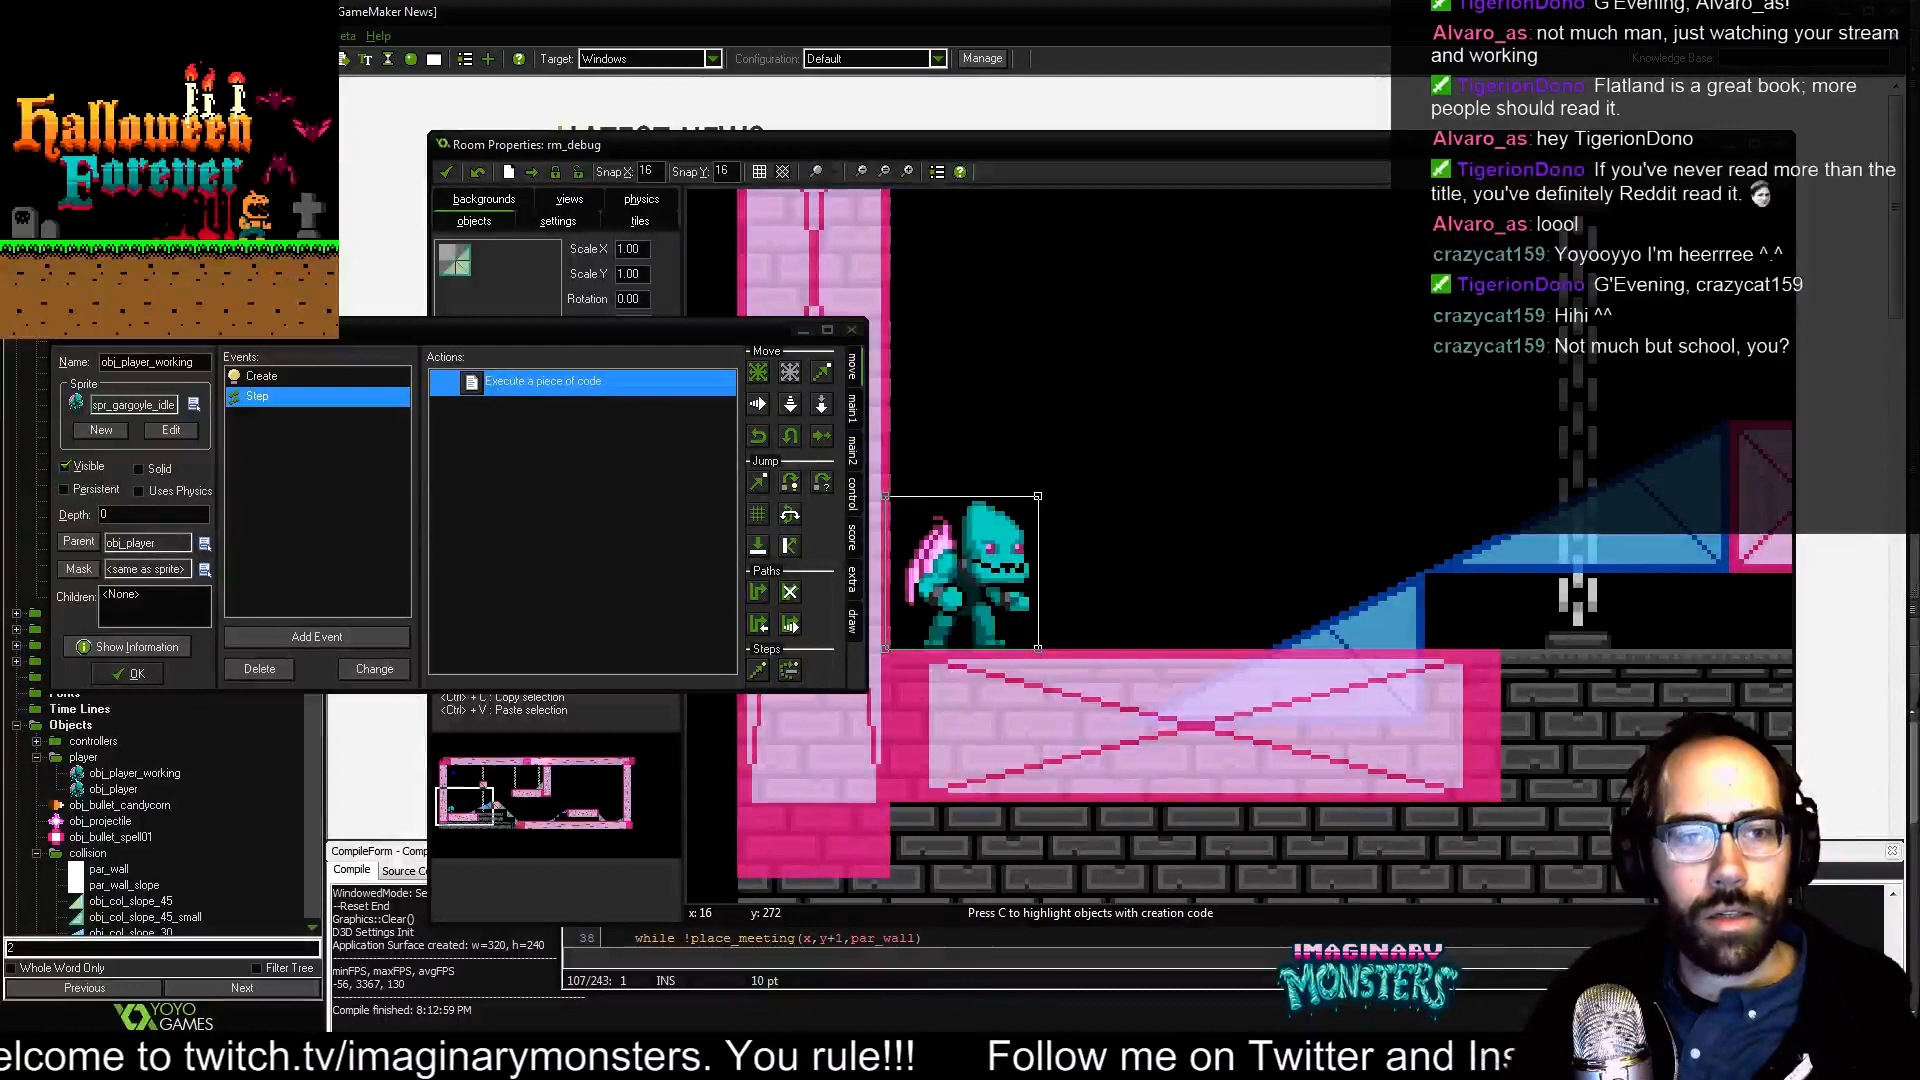 GameMaker News]
eta Help
Target: Windows Configuration: Default Manage
Knowledge Base
Halloween
Forever
Room Properties: rm_debug
Snap X: 16 Snap Y: 16
backgrounds views physics
objects settings tiles
Scale X 1.00
Scale Y 1.00
Rotation 0.00
Name: obj_player_working
Sprite
spr_gargoyle_idle
New Edit
Visible Solid
Persistent Uses Physics
Depth: 0
Parent obj_player
Mask <same as sprite>
Children: <None>
Show Information
OK
Events:
Create
Step
Add Event
Delete Change
Actions:
Execute a piece of code
Move
Jump
Paths
Steps
move
main1
main2
control
score
extra
draw
<Ctrl> + C : Copy selection
<Ctrl> + V : Paste selection
Time Lines
Objects
controllers
player
obj_player_working
obj_player
obj_bullet_candycorn
obj_projectile
obj_bullet_spell01
collision
par_wall
par_wall_slope
obj_col_slope_45
obj_col_slope_45_small
obj_col_slope_30
2
Whole Word Only Filter Tree
Previous Next
YOYO
GAMES
CompileForm - Comp
Compile Source Co
WindowedMode: Se
--Reset End
Graphics::Clear()
D3D Settings Init
Application Surface created: w=320, h=240
minFPS, maxFPS, avgFPS
-56, 3367, 130
Compile finished: 8:12:59 PM
x: 16 y: 272 Press C to highlight objects with creation code
38 while !place_meeting(x,y+1,par_wall)
107/243: 1 INS 10 pt
TigerionDono: G'Evening, Alvaro_as!
Alvaro_as: not much man, just watching your stream
and working
TigerionDono: Flatland is a great book; more
people should read it.
Alvaro_as: hey TigerionDono
TigerionDono: If you've never read more than the
title, you've definitely Reddit read it.
Alvaro_as: loool
crazycat159: Yoyooyyo I'm heerrree ^.^
TigerionDono: G'Evening, crazycat159
crazycat159: Hihi ^^
crazycat159: Not much but school, you?
IMAGINARY
MONSTERS
elcome to twitch.tv/imaginarymonsters. You rule!!! Follow me on Twitter and Ins